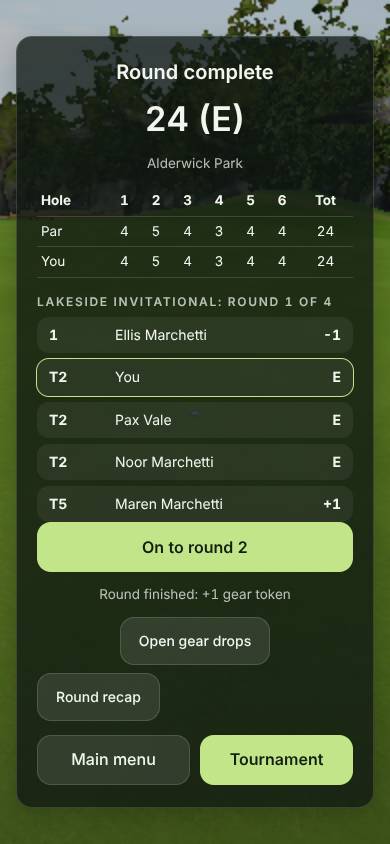 Round complete
24 (E)
Alderwick Park
Hole 1 2 3 4 5 6 Tot
Par 4 5 4 3 4 4 24
You 4 5 4 3 4 4 24
LAKESIDE INVITATIONAL: ROUND 1 OF 4
1 Ellis Marchetti -1
T2 You E
T2 Pax Vale E
T2 Noor Marchetti E
T5 Maren Marchetti +1
On to round 2
Round finished: +1 gear token
Open gear drops
Round recap
Main menu Tournament